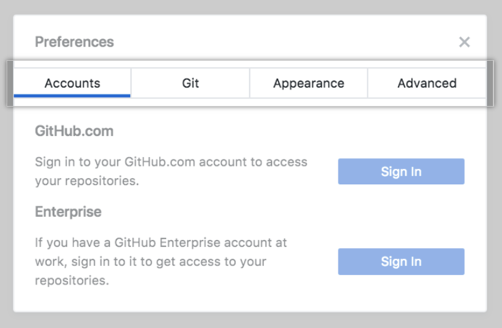 Preferences
Accounts Git Appearance Advanced
GitHub.com
Sign in to your GitHub.com account to access
your repositories.
Sign In
Enterprise
If you have a GitHub Enterprise account at
work, sign in to it to get access to your
repositories.
Sign In